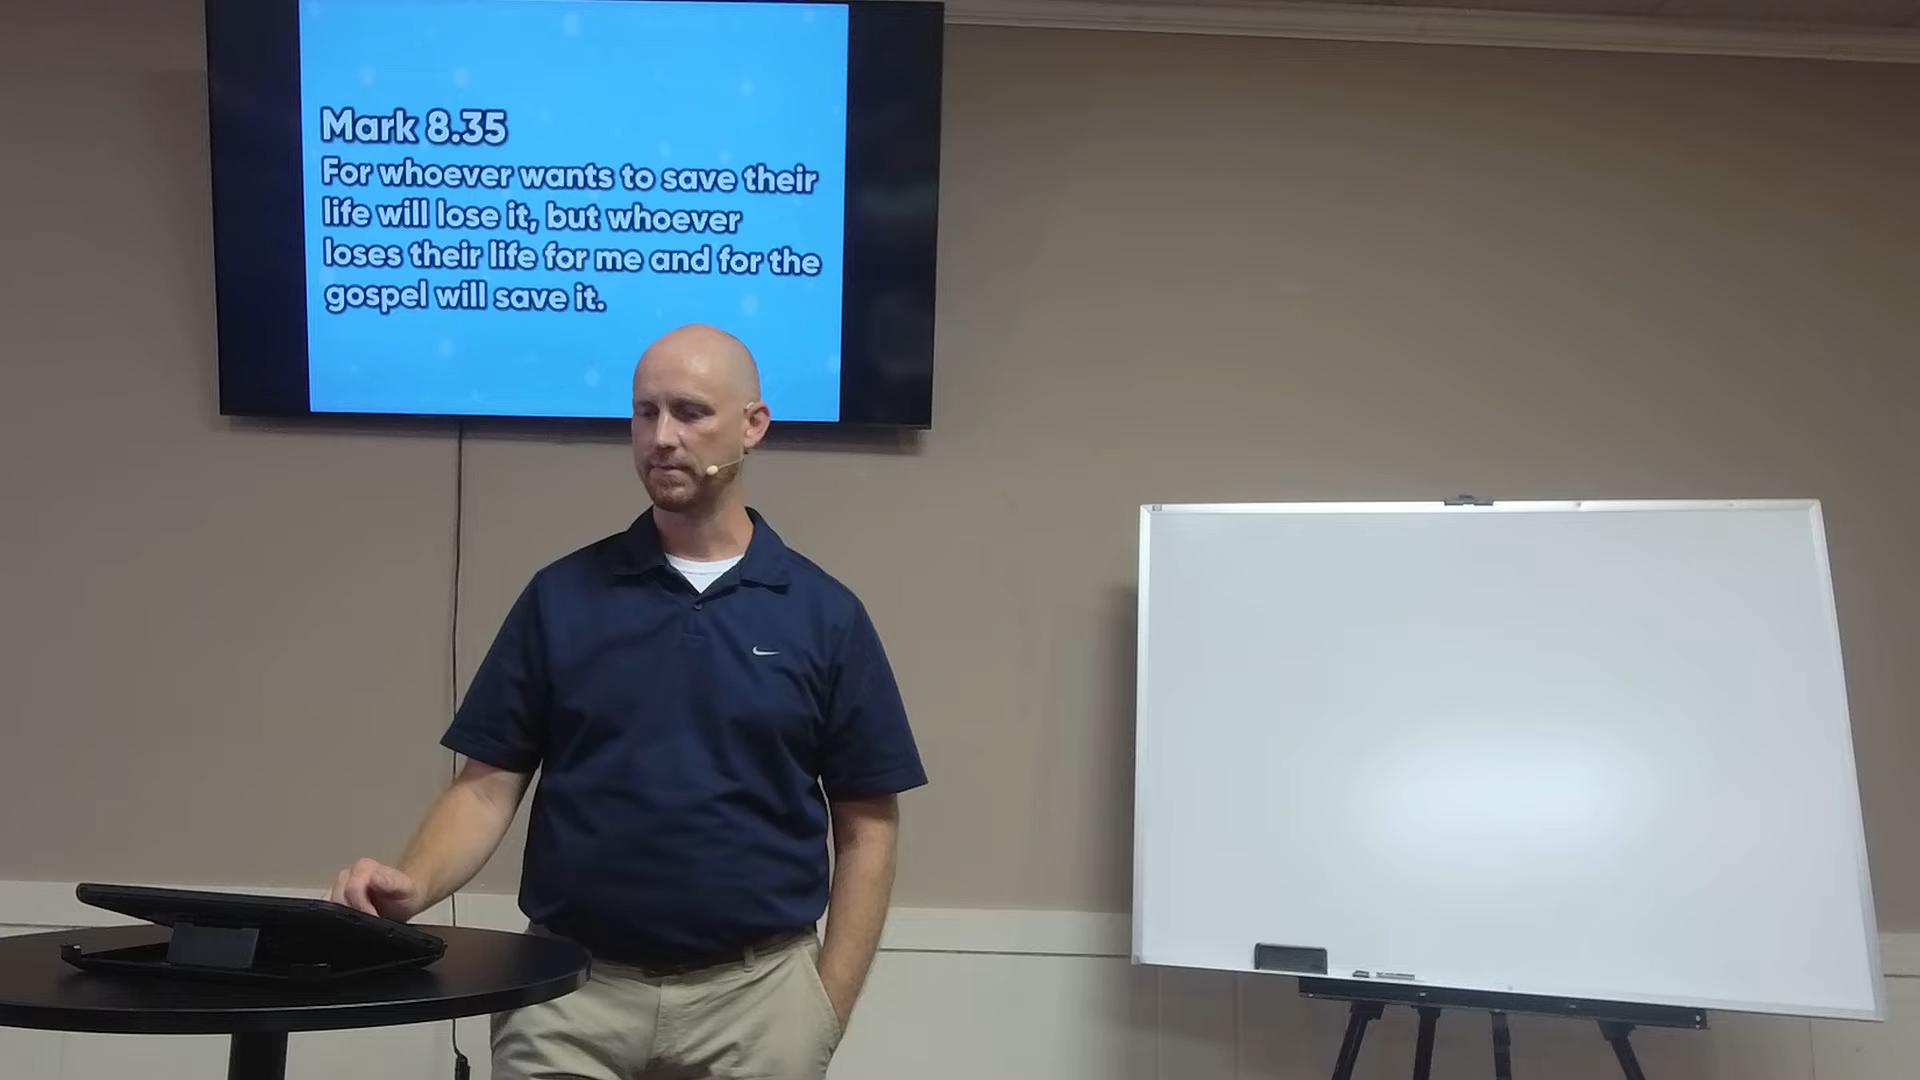 Mark 8.35
For whoever wants to save their
life will lose it, but whoever
loses their life for me and for the
gospel will save it.